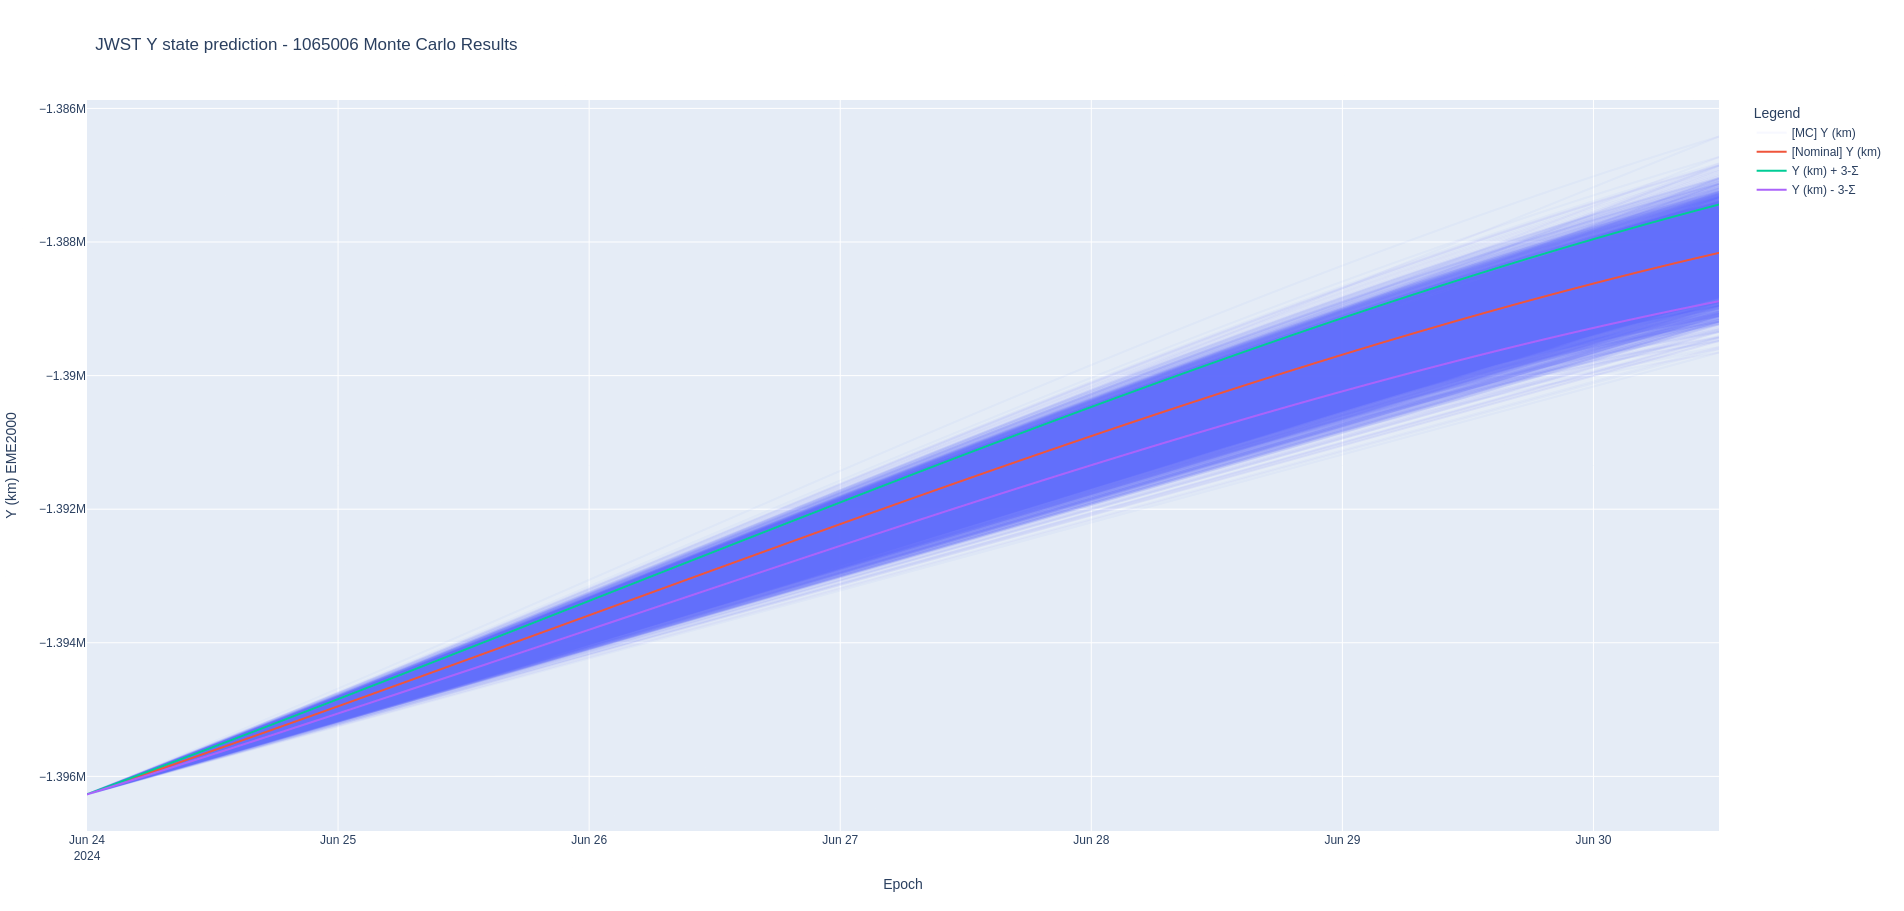 JWST Y state prediction - 1065006 Monte Carlo Results
Legend
[MC] Y (km)
[Nominal] Y (km)
Y (km) + 3-Σ
Y (km) - 3-Σ
−1.386M
−1.388M
−1.39M
−1.392M
−1.394M
−1.396M
Y (km) EME2000
Jun 24
2024
Jun 25
Jun 26
Jun 27
Jun 28
Jun 29
Jun 30
Epoch